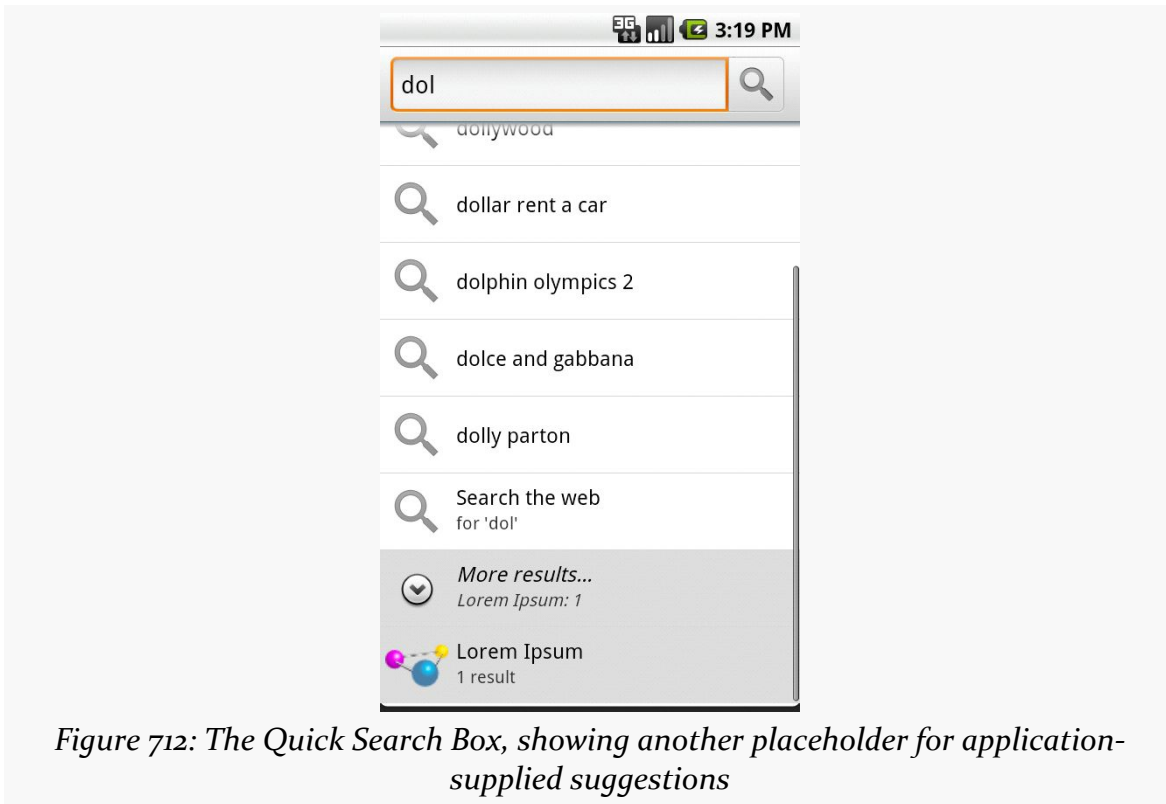 3G 3:19 PM
dol
dollywood
dollar rent a car
dolphin olympics 2
dolce and gabbana
dolly parton
Search the web
for 'dol'
More results...
Lorem Ipsum: 1
Lorem Ipsum
1 result
Figure 712: The Quick Search Box, showing another placeholder for application-
supplied suggestions